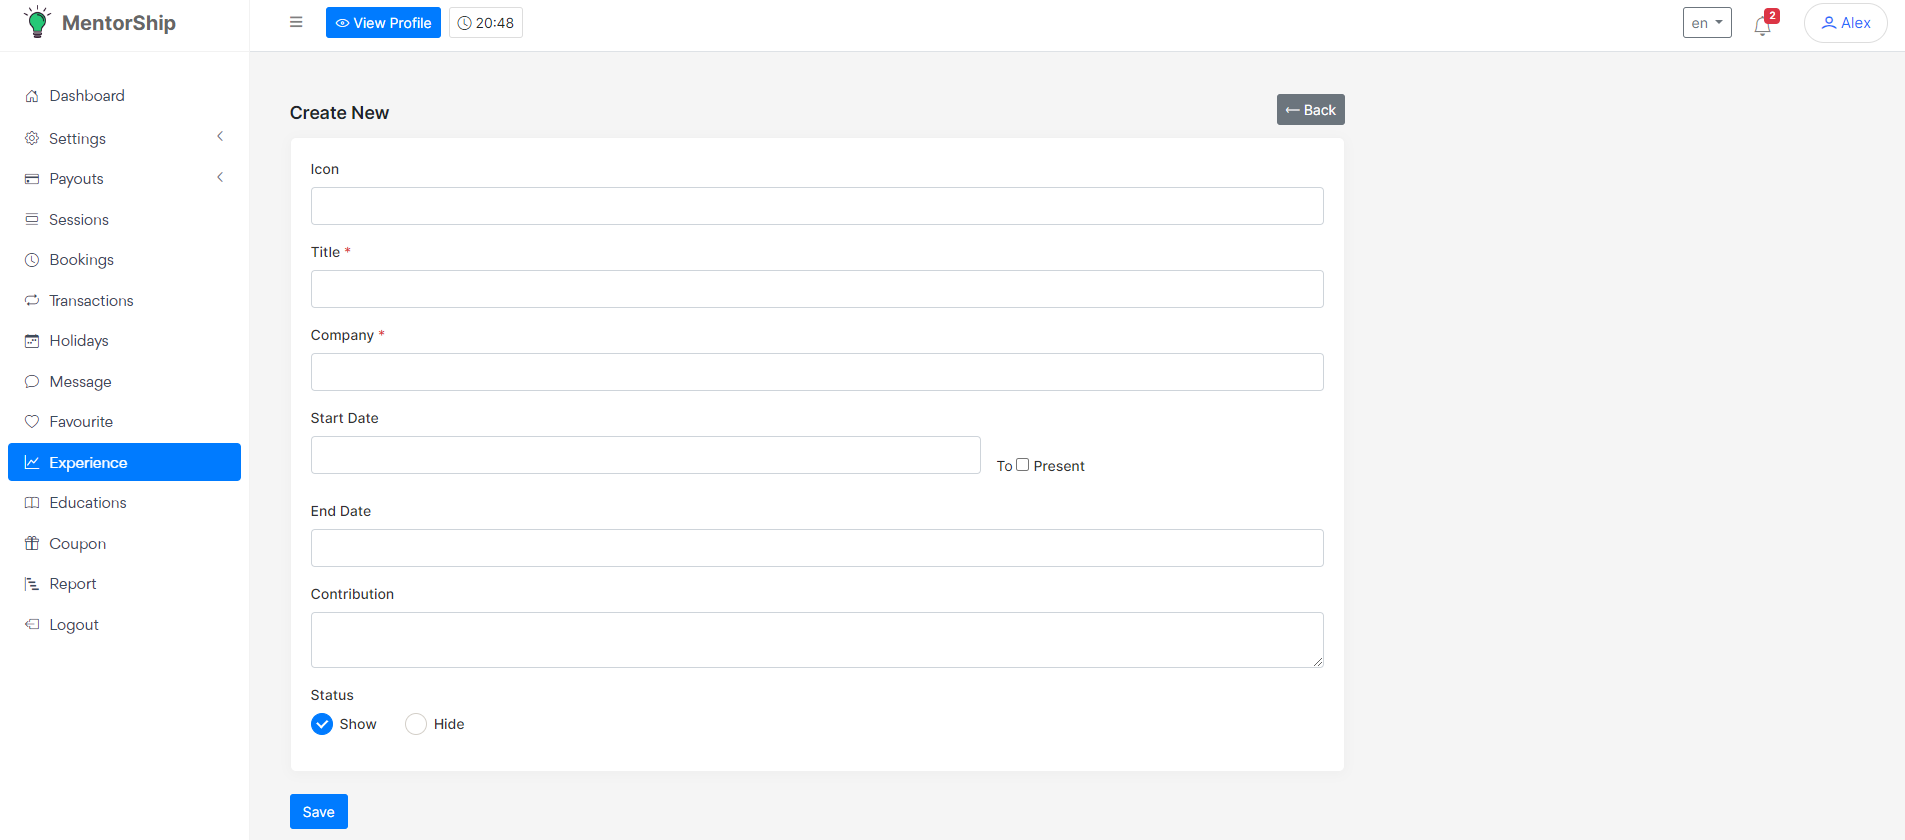 MentorShip
View Profile
20:48
en
2
Alex
Dashboard
Settings
Payouts
Sessions
Bookings
Transactions
Holidays
Message
Favourite
Experience
Educations
Coupon
Report
Logout
Create New
Back
Icon
Title *
Company *
Start Date
To Present
End Date
Contribution
Status
Show Hide
Save